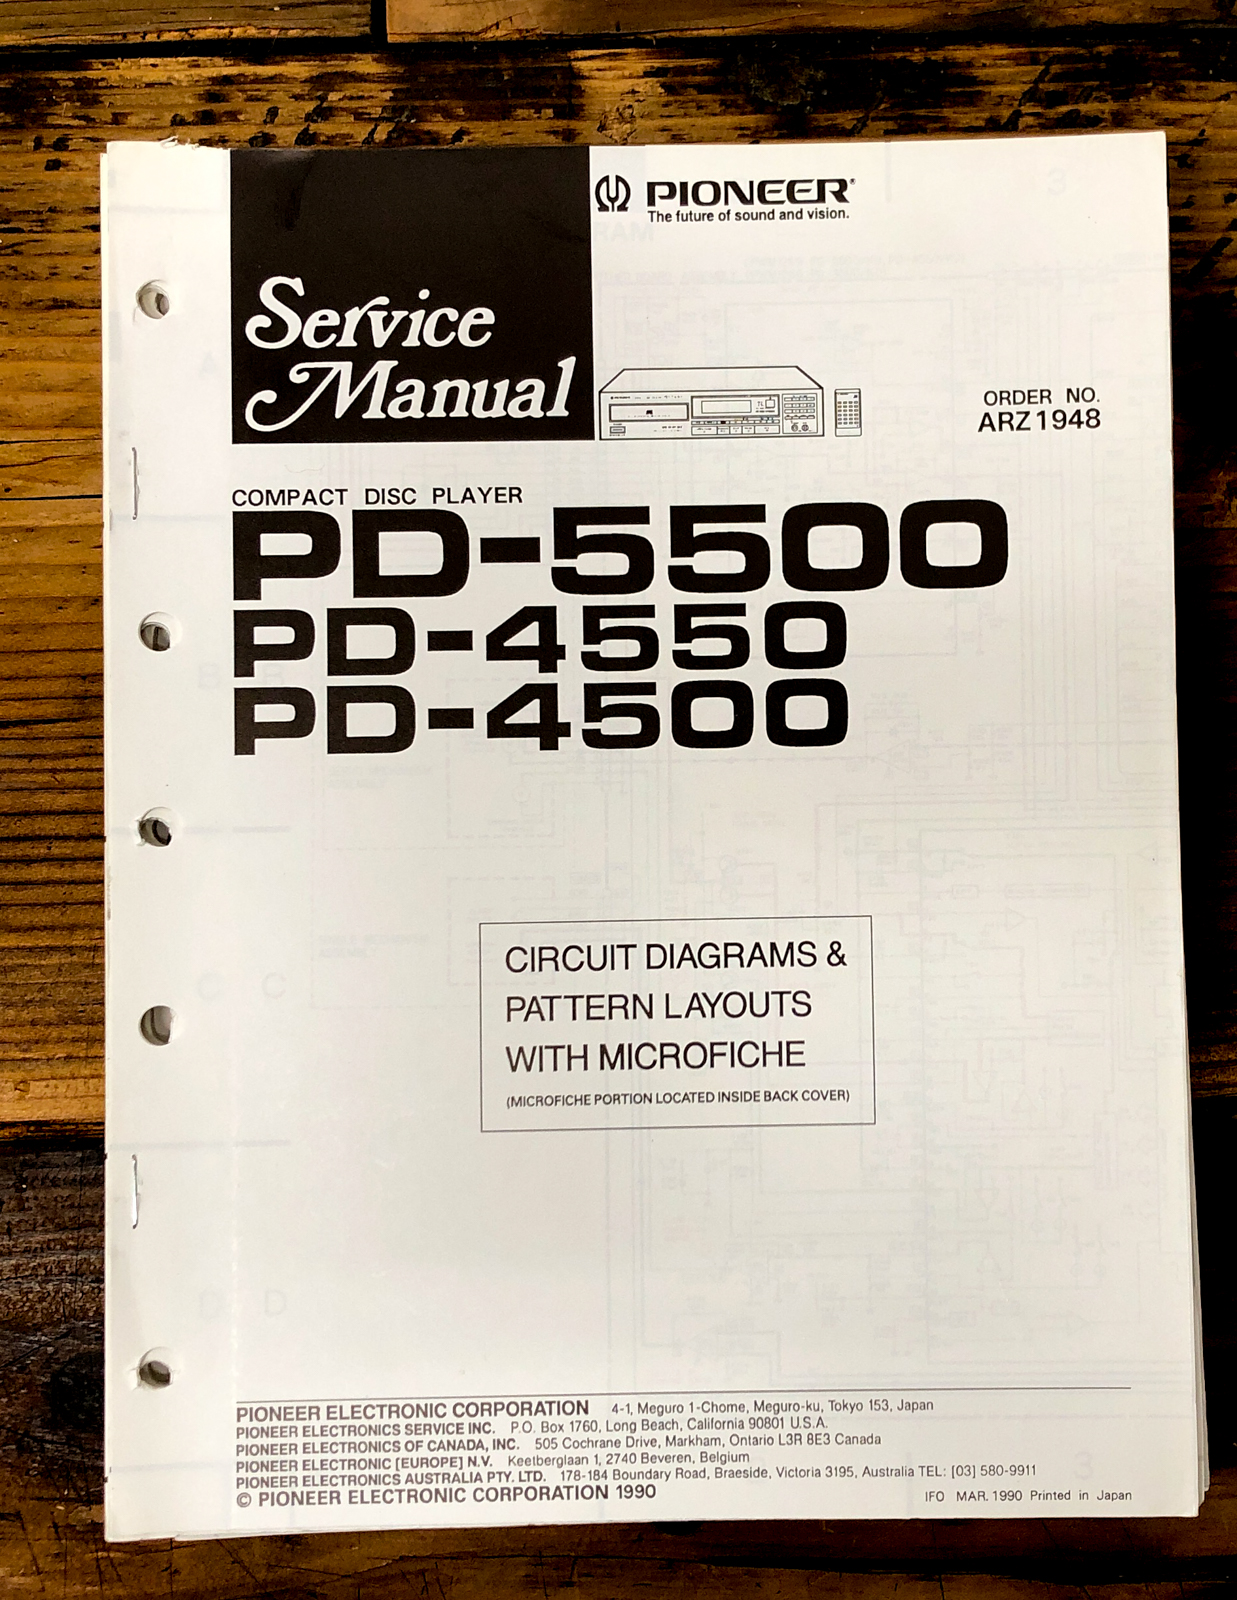 PIONEER®
The future of sound and vision.
Service
Manual
ORDER NO.
ARZ1948
COMPACT DISC PLAYER
PD-5500
PD-4550
PD-4500
CIRCUIT DIAGRAMS &
PATTERN LAYOUTS
WITH MICROFICHE
(MICROFICHE PORTION LOCATED INSIDE BACK COVER)
PIONEER ELECTRONIC CORPORATION 4-1, Meguro 1-Chome, Meguro-ku, Tokyo 153, Japan
PIONEER ELECTRONICS SERVICE INC. P.O. Box 1760, Long Beach, California 90801 U.S.A.
PIONEER ELECTRONICS OF CANADA, INC. 505 Cochrane Drive, Markham, Ontario L3R 8E3 Canada
PIONEER ELECTRONIC [EUROPE] N.V. Keetberglaan 1, 2740 Beveren, Belgium
PIONEER ELECTRONICS AUSTRALIA PTY. LTD. 178-184 Boundary Road, Braeside, Victoria 3195, Australia TEL: [03] 580-9911
© PIONEER ELECTRONIC CORPORATION 1990
IFO MAR. 1990 Printed in Japan